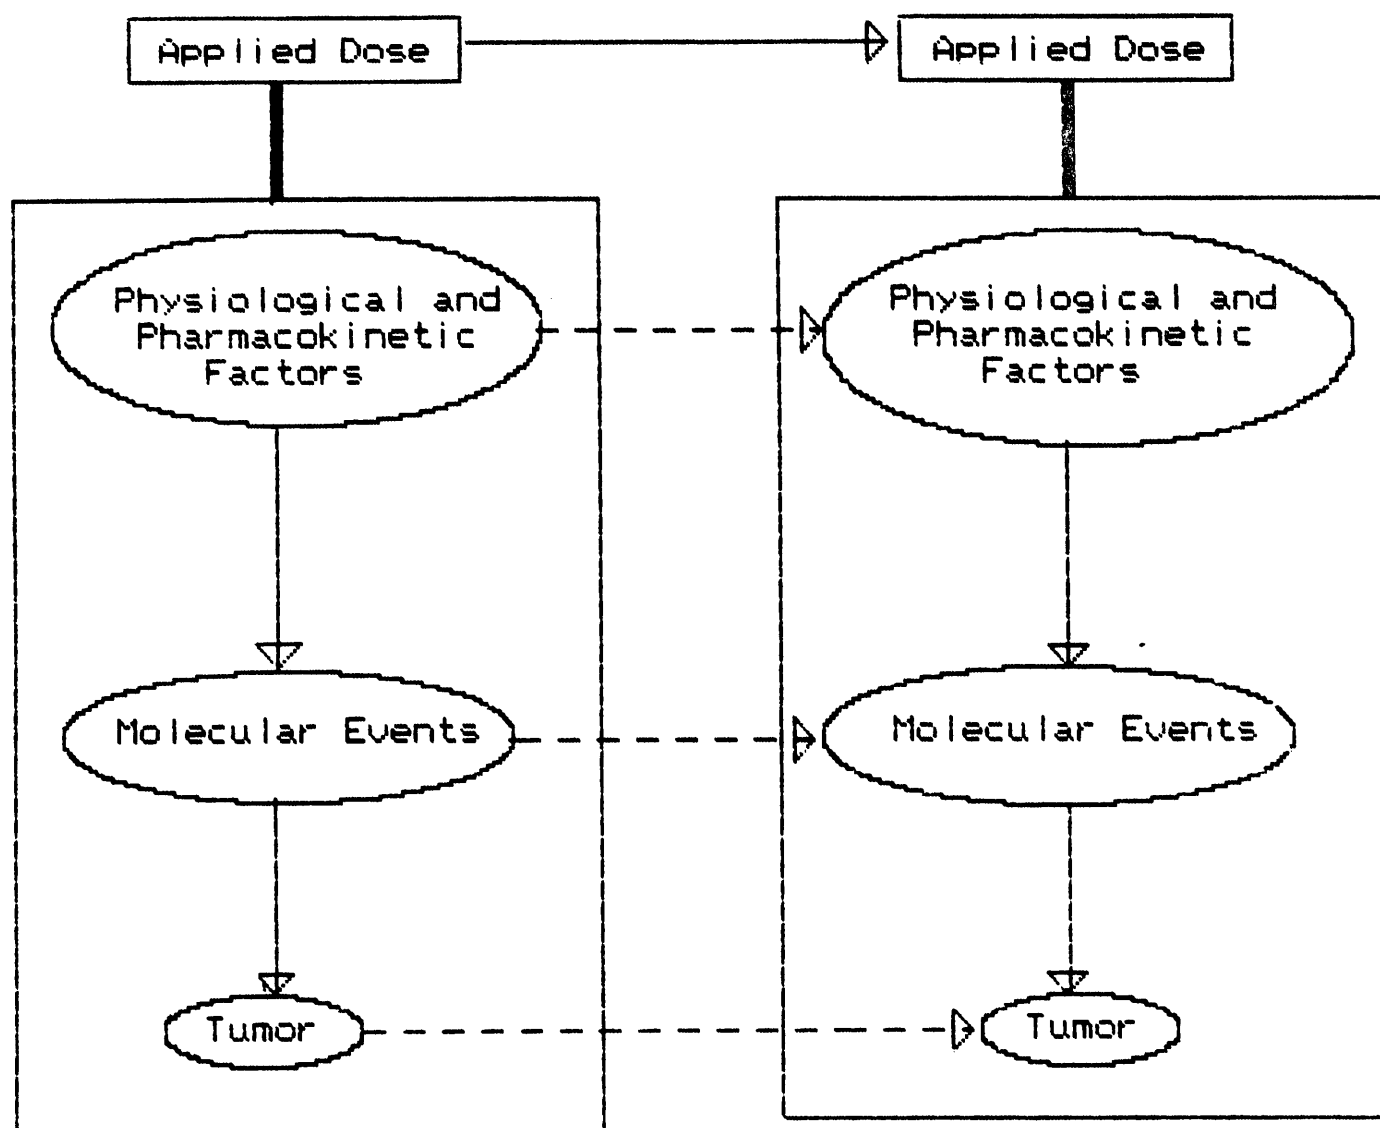 Applied Dose
Applied Dose
Physiological and
Pharmacokinetic
Factors
Physiological and
Pharmacokinetic
Factors
Molecular Events
Molecular Events
Tumor
Tumor